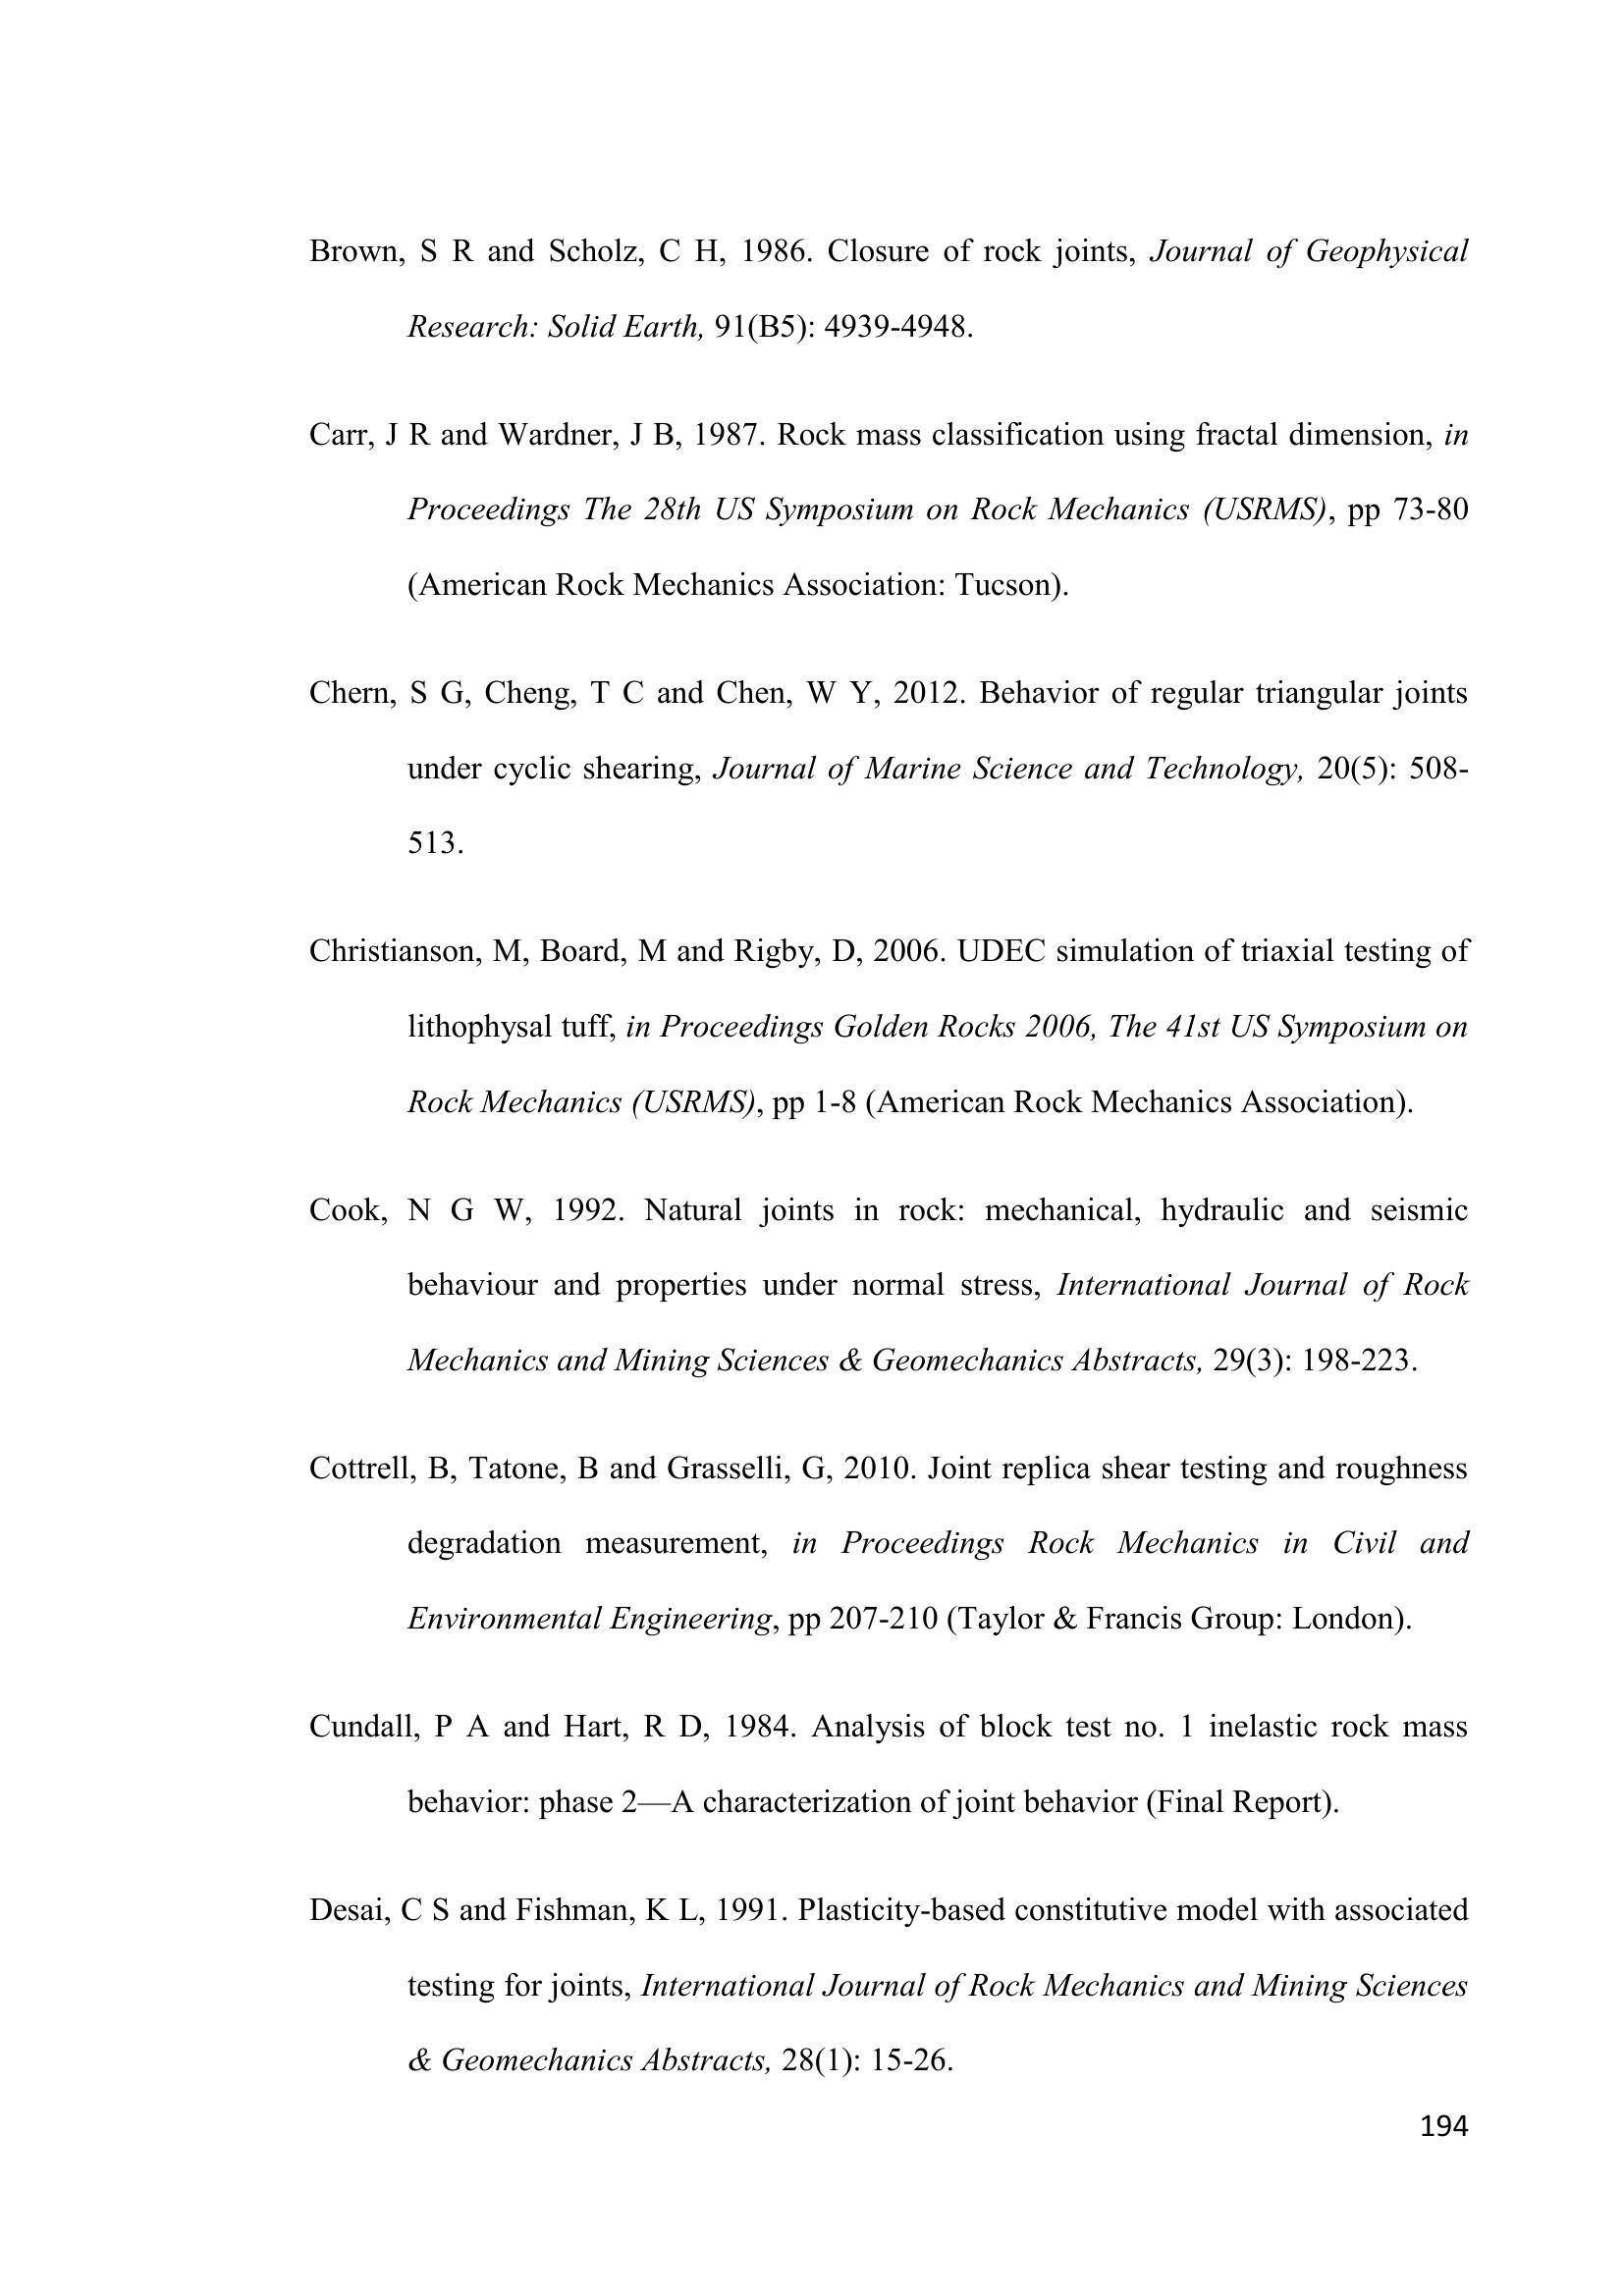 Brown, S R and Scholz, C H, 1986. Closure of rock joints, Journal of Geophysical
Research: Solid Earth, 91(B5): 4939-4948.
Carr, J R and Wardner, J B, 1987. Rock mass classification using fractal dimension, in
Proceedings The 28th US Symposium on Rock Mechanics (USRMS), pp 73-80
(American Rock Mechanics Association: Tucson).
Chern, S G, Cheng, T C and Chen, W Y, 2012. Behavior of regular triangular joints
under cyclic shearing, Journal of Marine Science and Technology, 20(5): 508-
513.
Christianson, M, Board, M and Rigby, D, 2006. UDEC simulation of triaxial testing of
lithophysal tuff, in Proceedings Golden Rocks 2006, The 41st US Symposium on
Rock Mechanics (USRMS), pp 1-8 (American Rock Mechanics Association).
Cook, N G W, 1992. Natural joints in rock: mechanical, hydraulic and seismic
behaviour and properties under normal stress, International Journal of Rock
Mechanics and Mining Sciences & Geomechanics Abstracts, 29(3): 198-223.
Cottrell, B, Tatone, B and Grasselli, G, 2010. Joint replica shear testing and roughness
degradation measurement, in Proceedings Rock Mechanics in Civil and
Environmental Engineering, pp 207-210 (Taylor & Francis Group: London).
Cundall, P A and Hart, R D, 1984. Analysis of block test no. 1 inelastic rock mass
behavior: phase 2—A characterization of joint behavior (Final Report).
Desai, C S and Fishman, K L, 1991. Plasticity-based constitutive model with associated
testing for joints, International Journal of Rock Mechanics and Mining Sciences
& Geomechanics Abstracts, 28(1): 15-26.
194